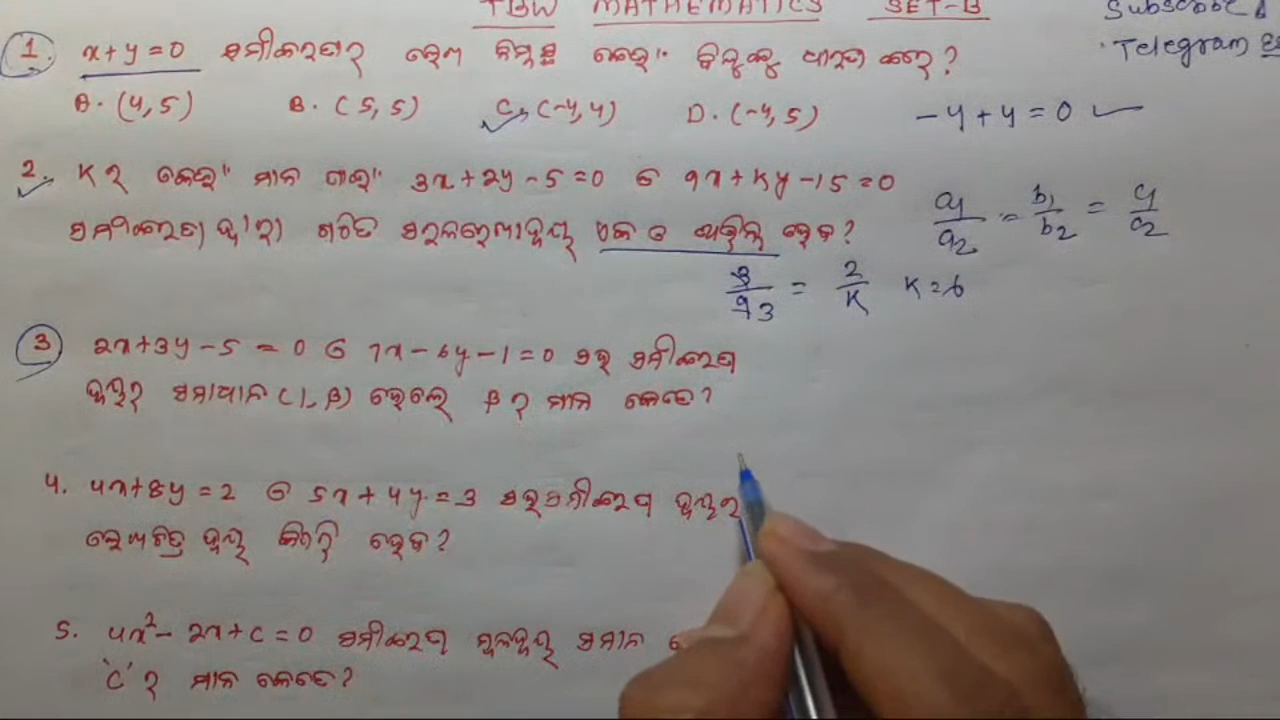 TBW MATHEMATICS SET-B
Subscribe
Telegram
1. x+y=0 ସମୀକରଣର ଲେଖ ନିମ୍ନସ୍ଥ କେଉଁ ବିନ୍ଦୁକୁ ଧାରଣ କରେ?
A. (4,5) B. (5,5) C. (-4,4) D. (-4,5) -4+4=0
2. K ର କେଉଁ ମାନ ପାଇଁ 3x+2y-5=0 ଓ 9x+Ky-15=0
ସମୀକରଣ ଦ୍ୱାରା ଗଠିତ ସରଳରେଖାଦ୍ୱୟ ଏକ ଓ ଅଭିନ୍ନ ହେବ?
a1/a2 = b1/b2 = c1/c2
3/9 3 = 2/K K=6
3 2x+3y-5=0 ଓ 7x-6y-1=0 ସହ ସମୀକରଣ
ଦ୍ୱୟର ସମାଧାନ (1, β) ହେଲେ β ର ମାନ କେତେ?
4. 4x+8y=2 ଓ 5x+4y=3 ସହସମୀକରଣ ଦ୍ୱୟର
ଲେଖଚିତ୍ର ଦ୍ୱୟ କିପରି ହେବ?
5. 4x²-2x+c=0 ସମୀକରଣ ମୂଳଦ୍ୱୟ ସମାନ
'c' ର ମାନ କେତେ?